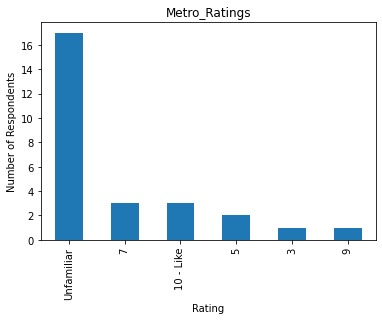 Metro_Ratings
Number of Respondents
16
14
12
10
8
6
4
2
0
Unfamiliar
7
10 - Like
5
3
9
Rating